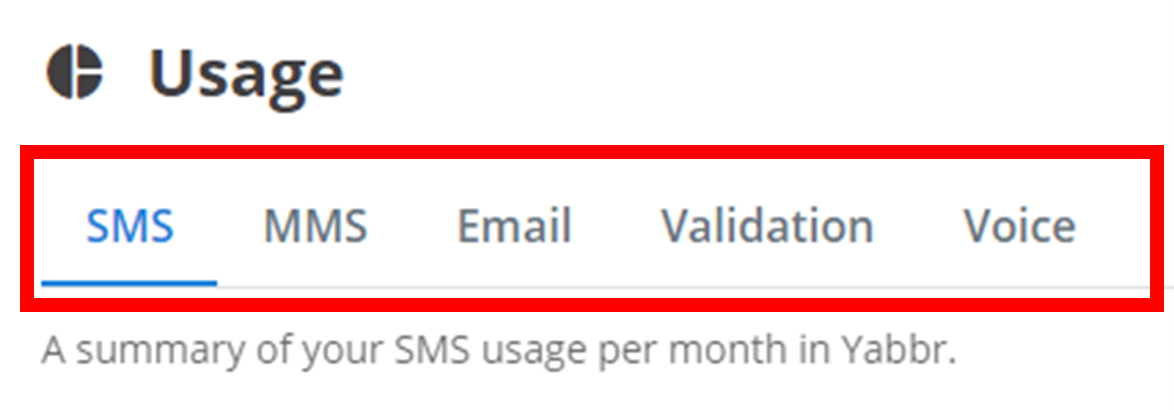 Usage
SMS MMS Email Validation Voice
A summary of your SMS usage per month in Yabbr.